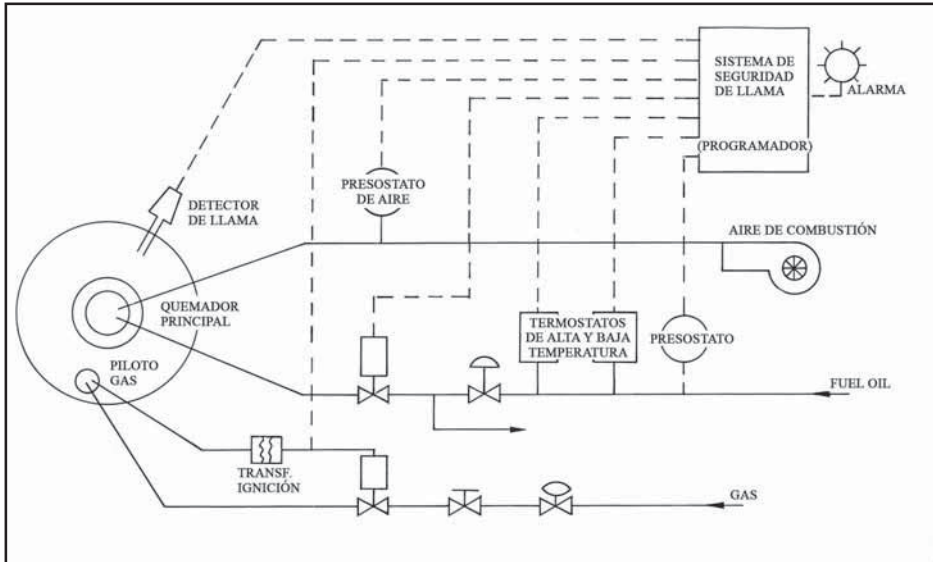 SISTEMA DE
SEGURIDAD
DE LLAMA
ALARMA
(PROGRAMADOR)
DETECTOR
DE LLAMA
PRESOSTATO
DE AIRE
AIRE DE COMBUSTIÓN
QUEMADOR
PRINCIPAL
TERMOSTATOS
DE ALTA Y BAJA
TEMPERATURA
PRESOSTATO
PILOTO
GAS
FUEL OIL
TRANSF.
IGNICIÓN
GAS